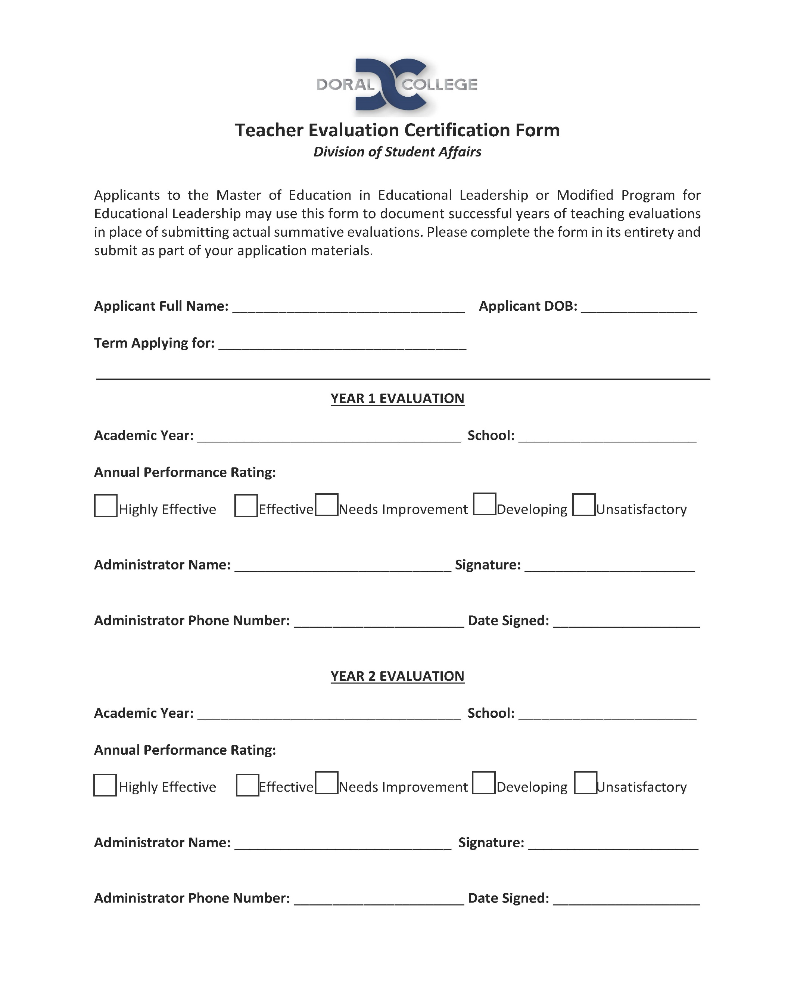 DORAL COLLEGE
Teacher Evaluation Certification Form
Division of Student Affairs
Applicants to the Master of Education in Educational Leadership or Modified Program for
Educational Leadership may use this form to document successful years of teaching evaluations
in place of submitting actual summative evaluations. Please complete the form in its entirety and
submit as part of your application materials.
Applicant Full Name: ______________________________ Applicant DOB: _______________
Term Applying for: ________________________________
YEAR 1 EVALUATION
Academic Year: __________________________________ School: _______________________
Annual Performance Rating:
Highly Effective Effective Needs Improvement Developing Unsatisfactory
Administrator Name: ____________________________ Signature: ______________________
Administrator Phone Number: ______________________ Date Signed: ___________________
YEAR 2 EVALUATION
Academic Year: __________________________________ School: _______________________
Annual Performance Rating:
Highly Effective Effective Needs Improvement Developing Unsatisfactory
Administrator Name: ____________________________ Signature: ______________________
Administrator Phone Number: ______________________ Date Signed: ___________________